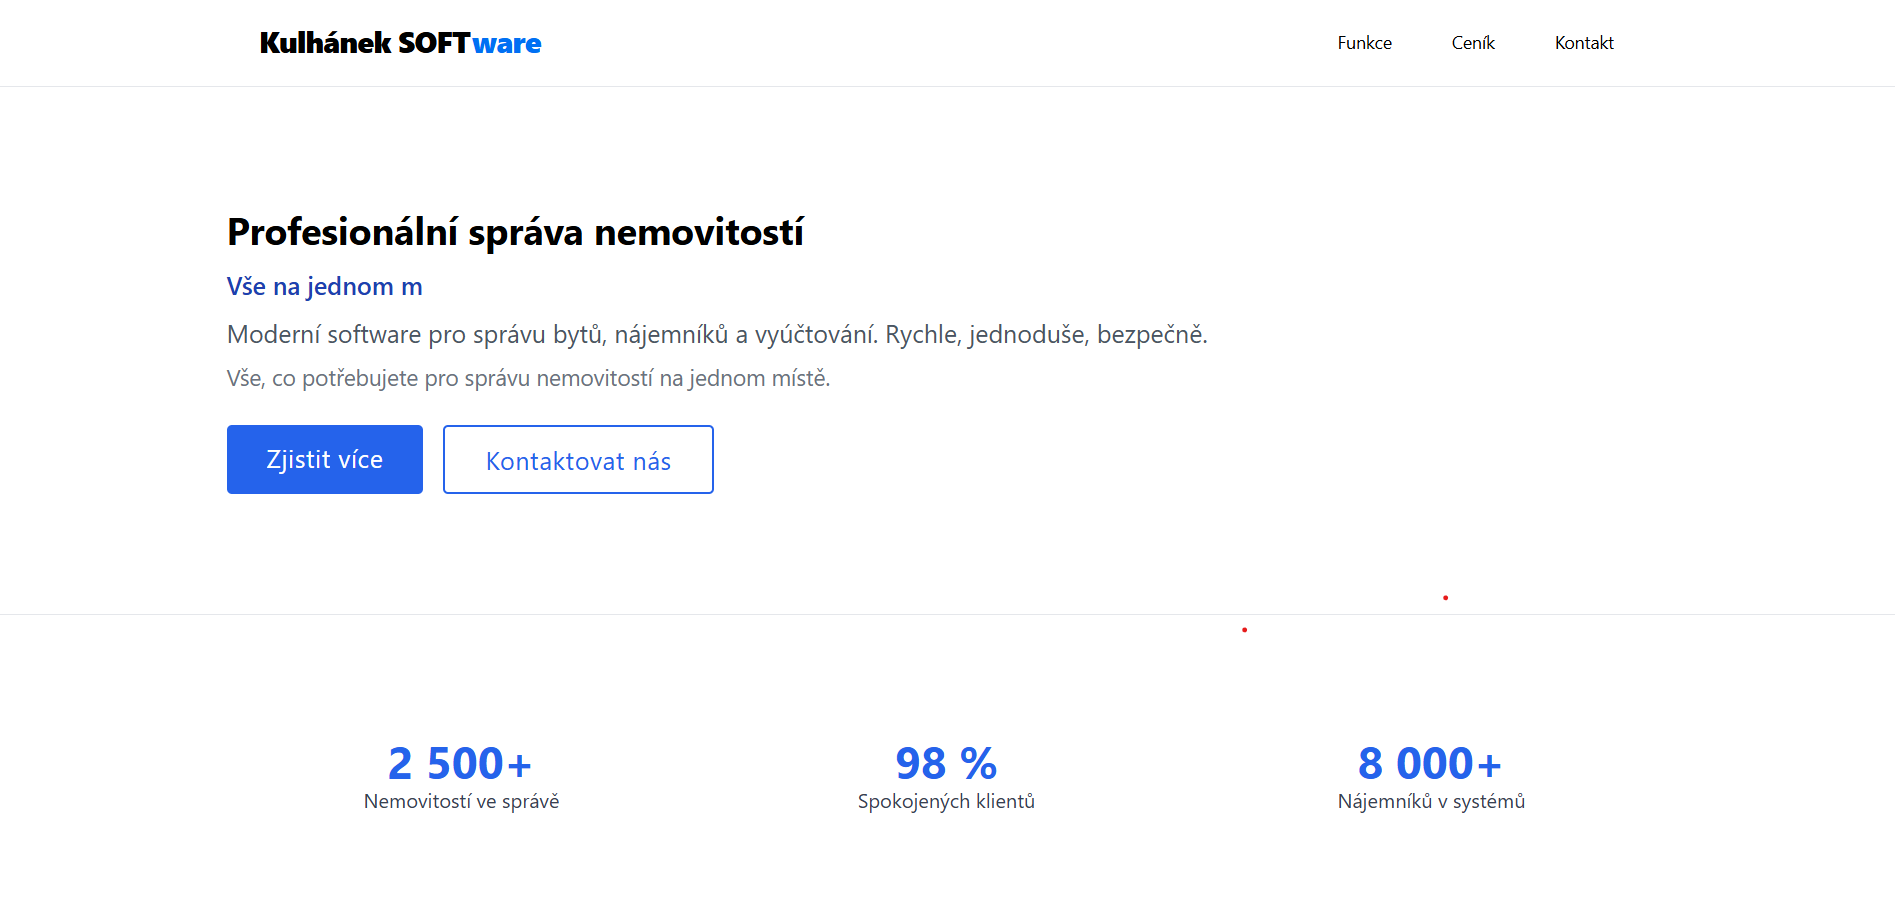 Kulhánek SOFTware
Funkce Ceník Kontakt
Profesionální správa nemovitostí
Vše na jednom m
Moderní software pro správu bytů, nájemníků a vyúčtování. Rychle, jednoduše, bezpečně.
Vše, co potřebujete pro správu nemovitostí na jednom místě.
Zjistit více Kontaktovat nás
2 500+ 98 % 8 000+
Nemovitostí ve správě Spokojených klientů Nájemníků v systémů